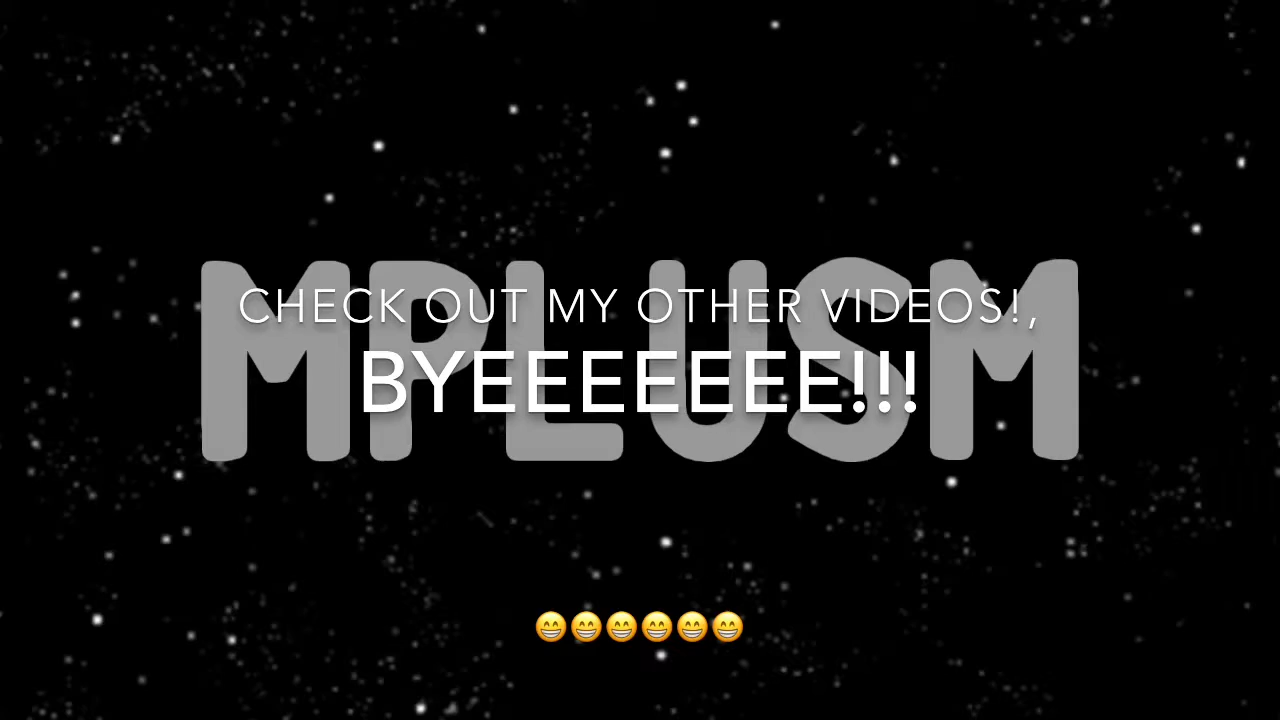 MPLUSM
CHECK OUT MY OTHER VIDEOS!,
BYEEEEEEE!!!
😁😁😁😁😁😁